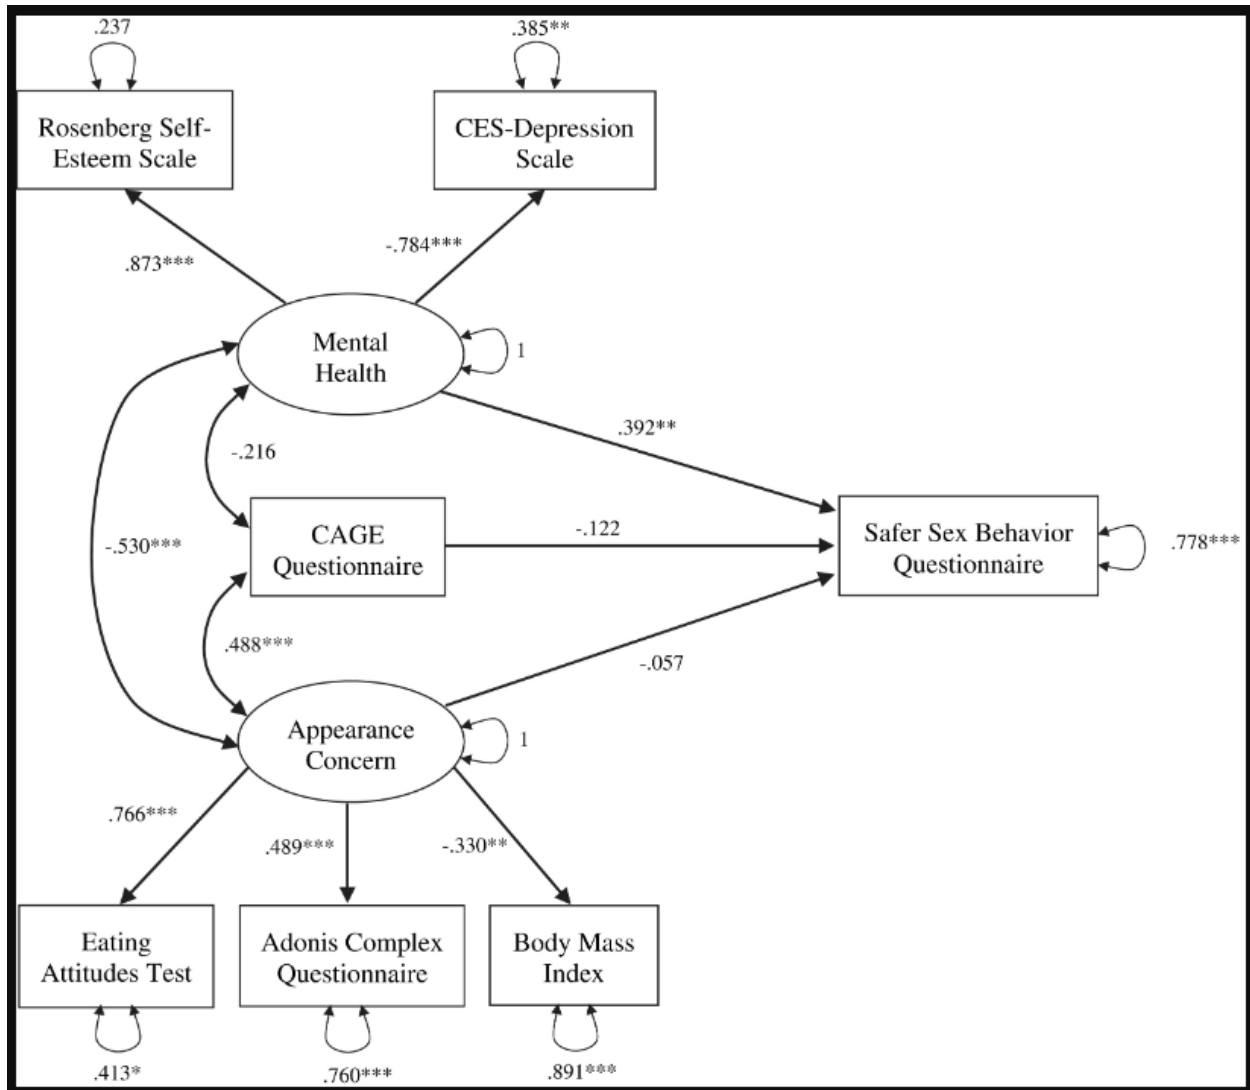 .237
.385**
Rosenberg Self-
Esteem Scale
CES-Depression
Scale
.873***
-.784***
Mental
Health
1
.392**
-.216
-.530***
CAGE
Questionnaire
-.122
Safer Sex Behavior
Questionnaire
.778***
.488***
-.057
Appearance
Concern
1
.766***
.489***
-.330**
Eating
Attitudes Test
Adonis Complex
Questionnaire
Body Mass
Index
.413*
.760***
.891***